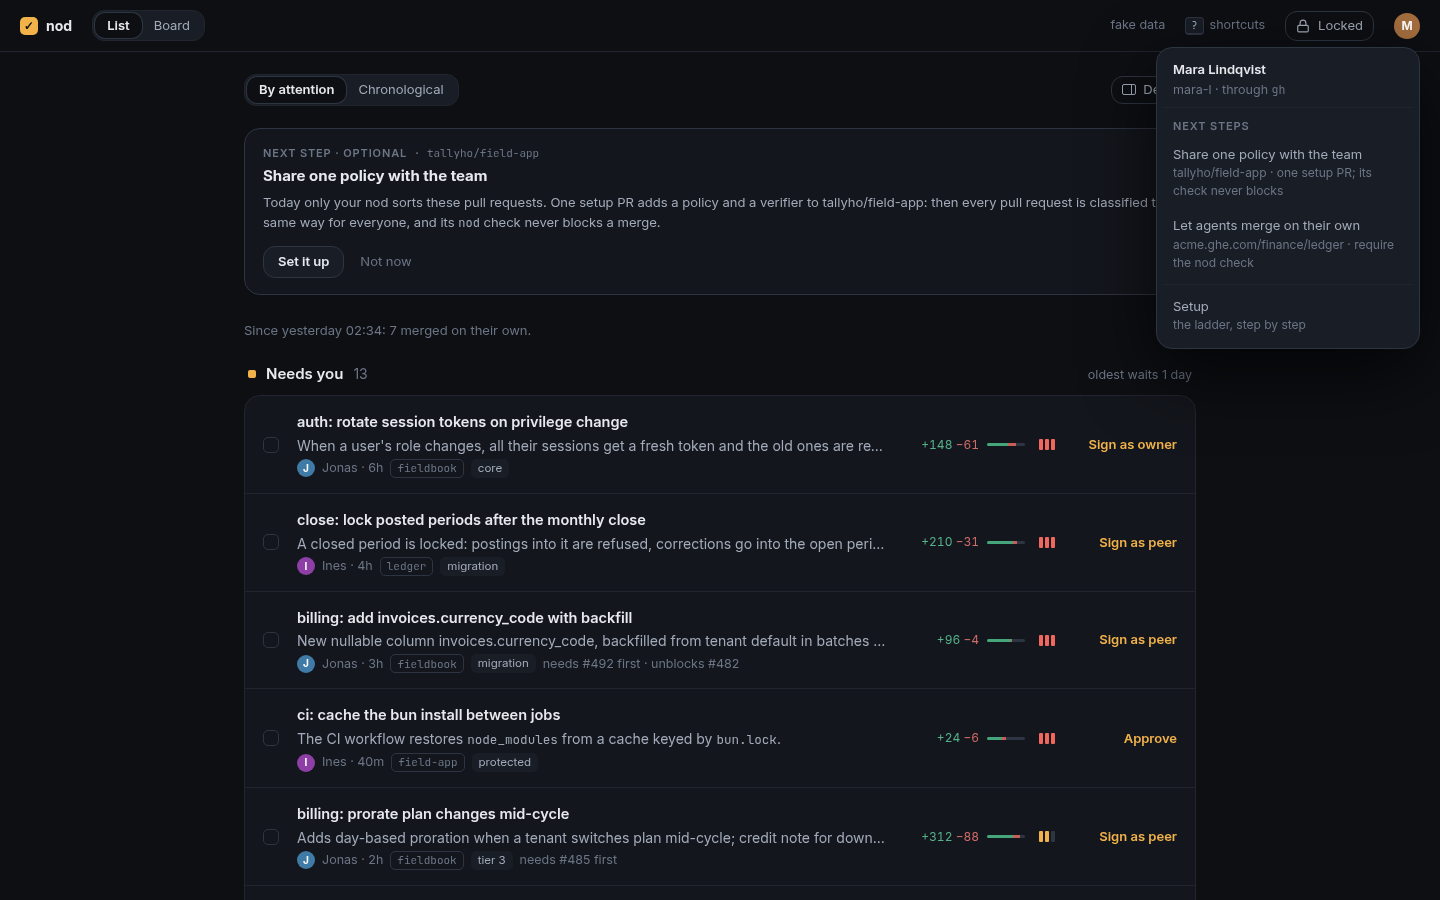 nod
List
Board
fake data
? shortcuts
Locked
M
Mara Lindqvist
mara-l · through gh
NEXT STEPS
Share one policy with the team
tallyho/field-app · one setup PR; its
check never blocks
Let agents merge on their own
acme.ghe.com/finance/ledger · require
the nod check
Setup
the ladder, step by step
By attention
Chronological
NEXT STEP · OPTIONAL · tallyho/field-app
Share one policy with the team
Today only your nod sorts these pull requests. One setup PR adds a policy and a verifier to tallyho/field-app: then every pull request is classified
same way for everyone, and its nod check never blocks a merge.
Set it up
Not now
Since yesterday 02:34: 7 merged on their own.
Needs you 13
oldest waits 1 day
auth: rotate session tokens on privilege change
When a user's role changes, all their sessions get a fresh token and the old ones are re...
+148 −61
Sign as owner
J Jonas · 6h fieldbook core
close: lock posted periods after the monthly close
A closed period is locked: postings into it are refused, corrections go into the open peri...
+210 −31
Sign as peer
I Ines · 4h ledger migration
billing: add invoices.currency_code with backfill
New nullable column invoices.currency_code, backfilled from tenant default in batches ...
+96 −4
Sign as peer
J Jonas · 3h fieldbook migration needs #492 first · unblocks #482
ci: cache the bun install between jobs
The CI workflow restores node_modules from a cache keyed by bun.lock.
+24 −6
Approve
I Ines · 40m field-app protected
billing: prorate plan changes mid-cycle
Adds day-based proration when a tenant switches plan mid-cycle; credit note for down...
+312 −88
Sign as peer
J Jonas · 2h fieldbook tier 3 needs #485 first